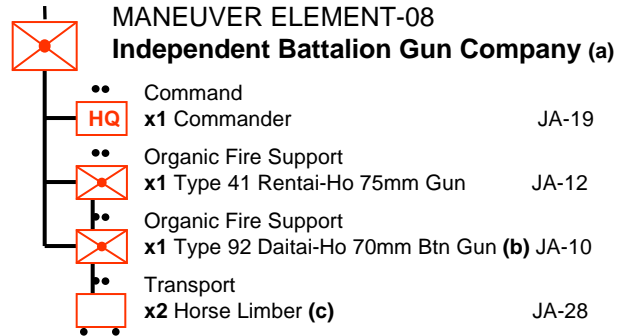 MANEUVER ELEMENT-08
Independent Battalion Gun Company (a)
Command
HQ x1 Commander JA-19
Organic Fire Support
x1 Type 41 Rentai-Ho 75mm Gun JA-12
Organic Fire Support
x1 Type 92 Daitai-Ho 70mm Btn Gun (b) JA-10
Transport
x2 Horse Limber (c) JA-28